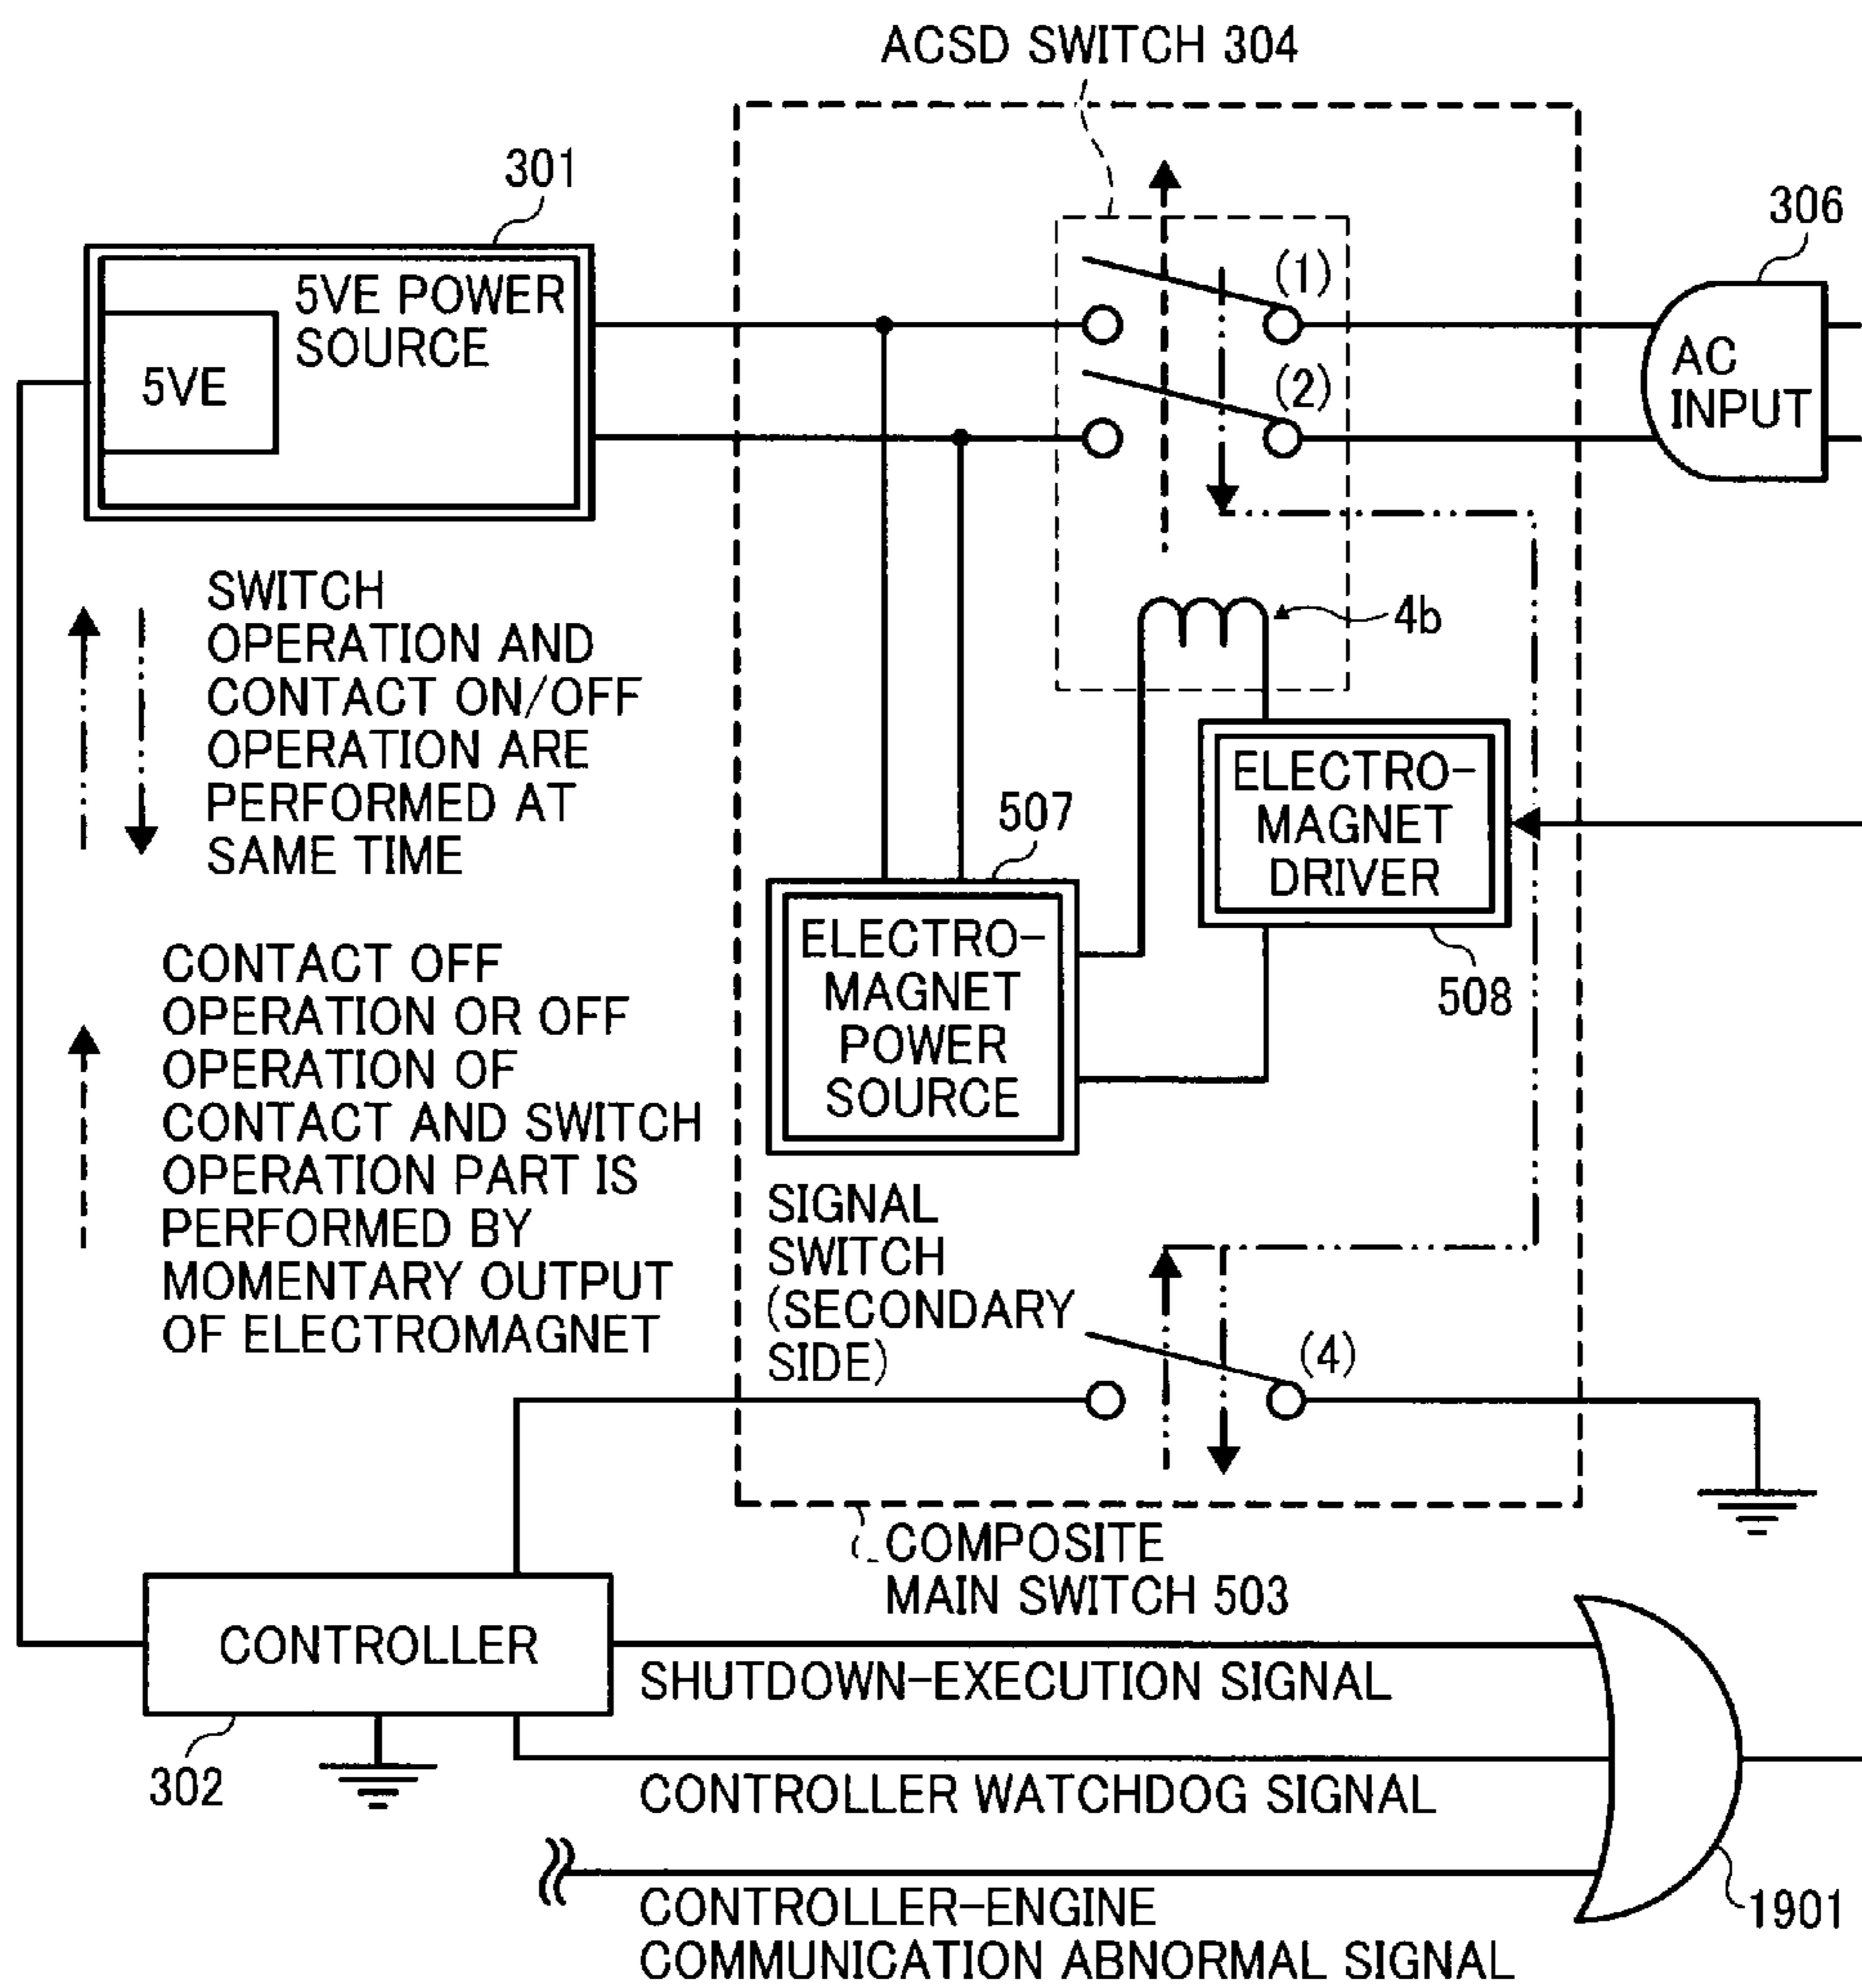 ACSD SWITCH 304
301
306
5VE POWER
SOURCE
5VE
(1)
(2)
AC
INPUT
4b
SWITCH
OPERATION AND
CONTACT ON/OFF
OPERATION ARE
PERFORMED AT
SAME TIME
507
ELECTRO-
MAGNET
DRIVER
508
ELECTRO-
MAGNET
POWER
SOURCE
CONTACT OFF
OPERATION OR OFF
OPERATION OF
CONTACT AND SWITCH
OPERATION PART IS
PERFORMED BY
MOMENTARY OUTPUT
OF ELECTROMAGNET
SIGNAL
SWITCH
(SECONDARY
SIDE)
(4)
COMPOSITE
MAIN SWITCH 503
CONTROLLER
302
SHUTDOWN-EXECUTION SIGNAL
CONTROLLER WATCHDOG SIGNAL
CONTROLLER-ENGINE
COMMUNICATION ABNORMAL SIGNAL
1901